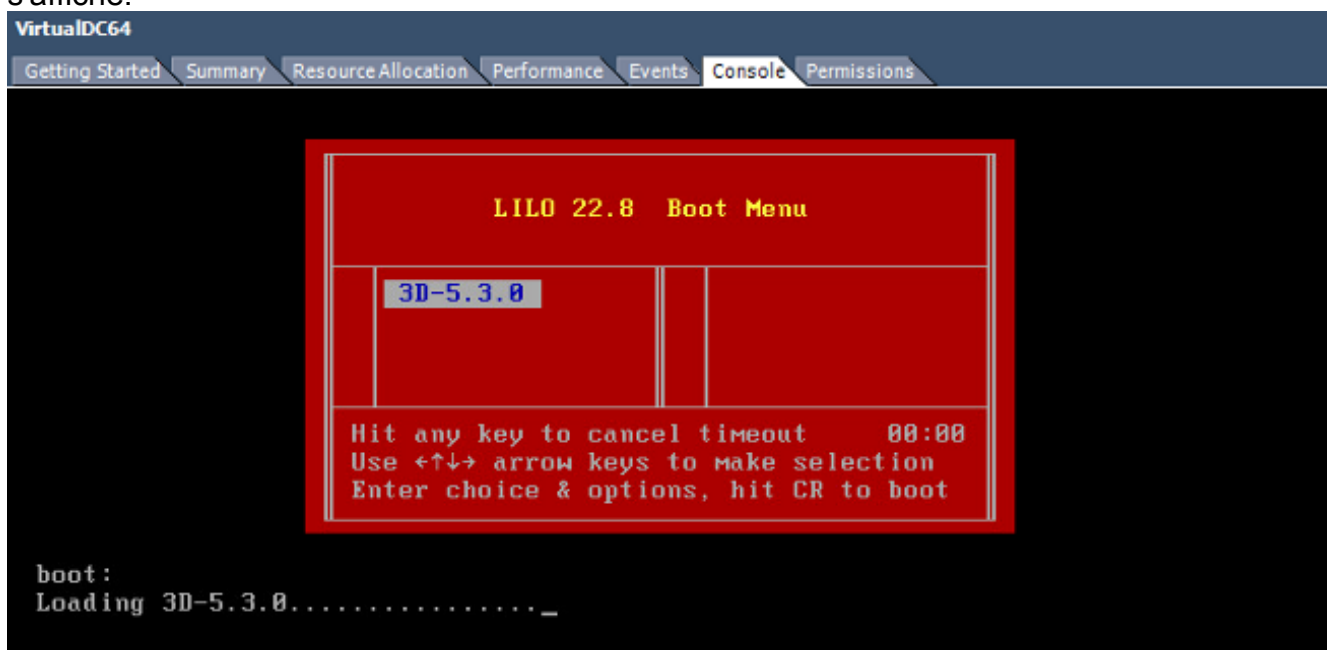 s'affiche.
VirtualDC64
Getting Started Summary Resource Allocation Performance Events Console Permissions
LILO 22.8 Boot Menu
3D-5.3.0
Hit any key to cancel timeout 00:00
Use ←↑↓→ arrow keys to make selection
Enter choice & options, hit CR to boot
boot:
Loading 3D-5.3.0................_